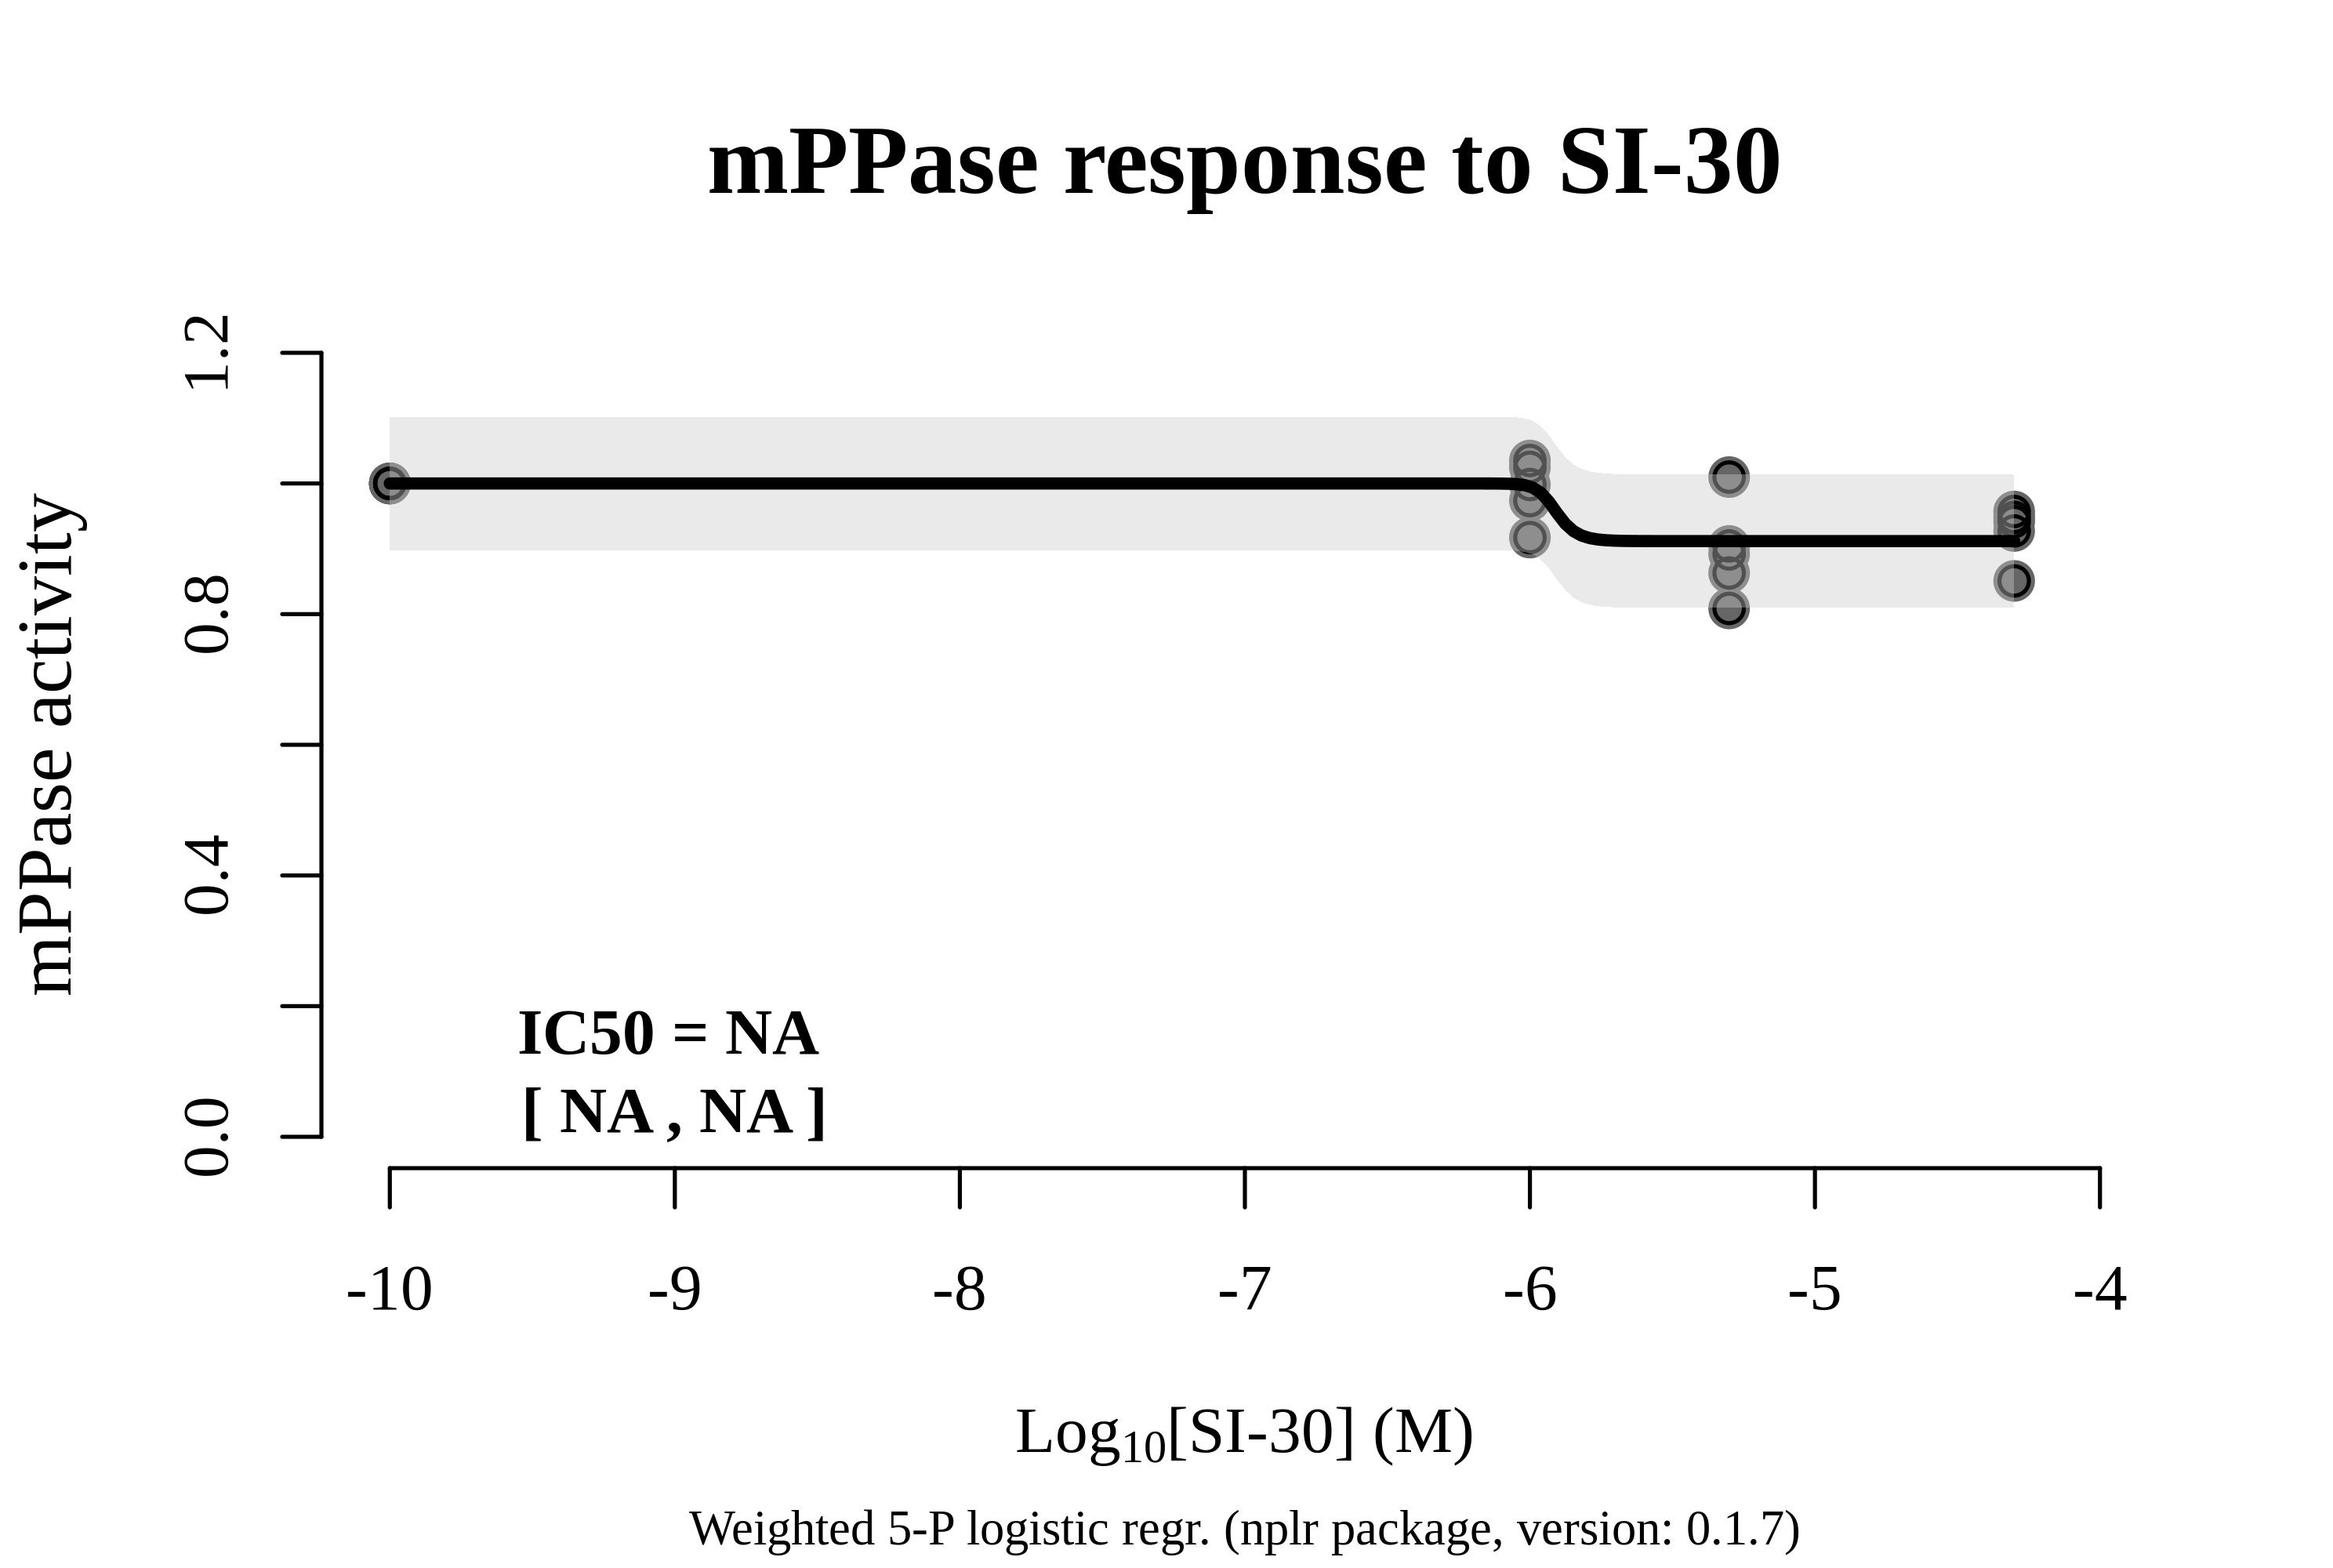 mPPase response to SI-30
mPPase activity
1.2
0.8
0.4
0.0
IC50 = NA
[ NA , NA ]
-10 -9 -8 -7 -6 -5 -4
Log10[SI-30] (M)
Weighted 5-P logistic regr. (nplr package, version: 0.1.7)